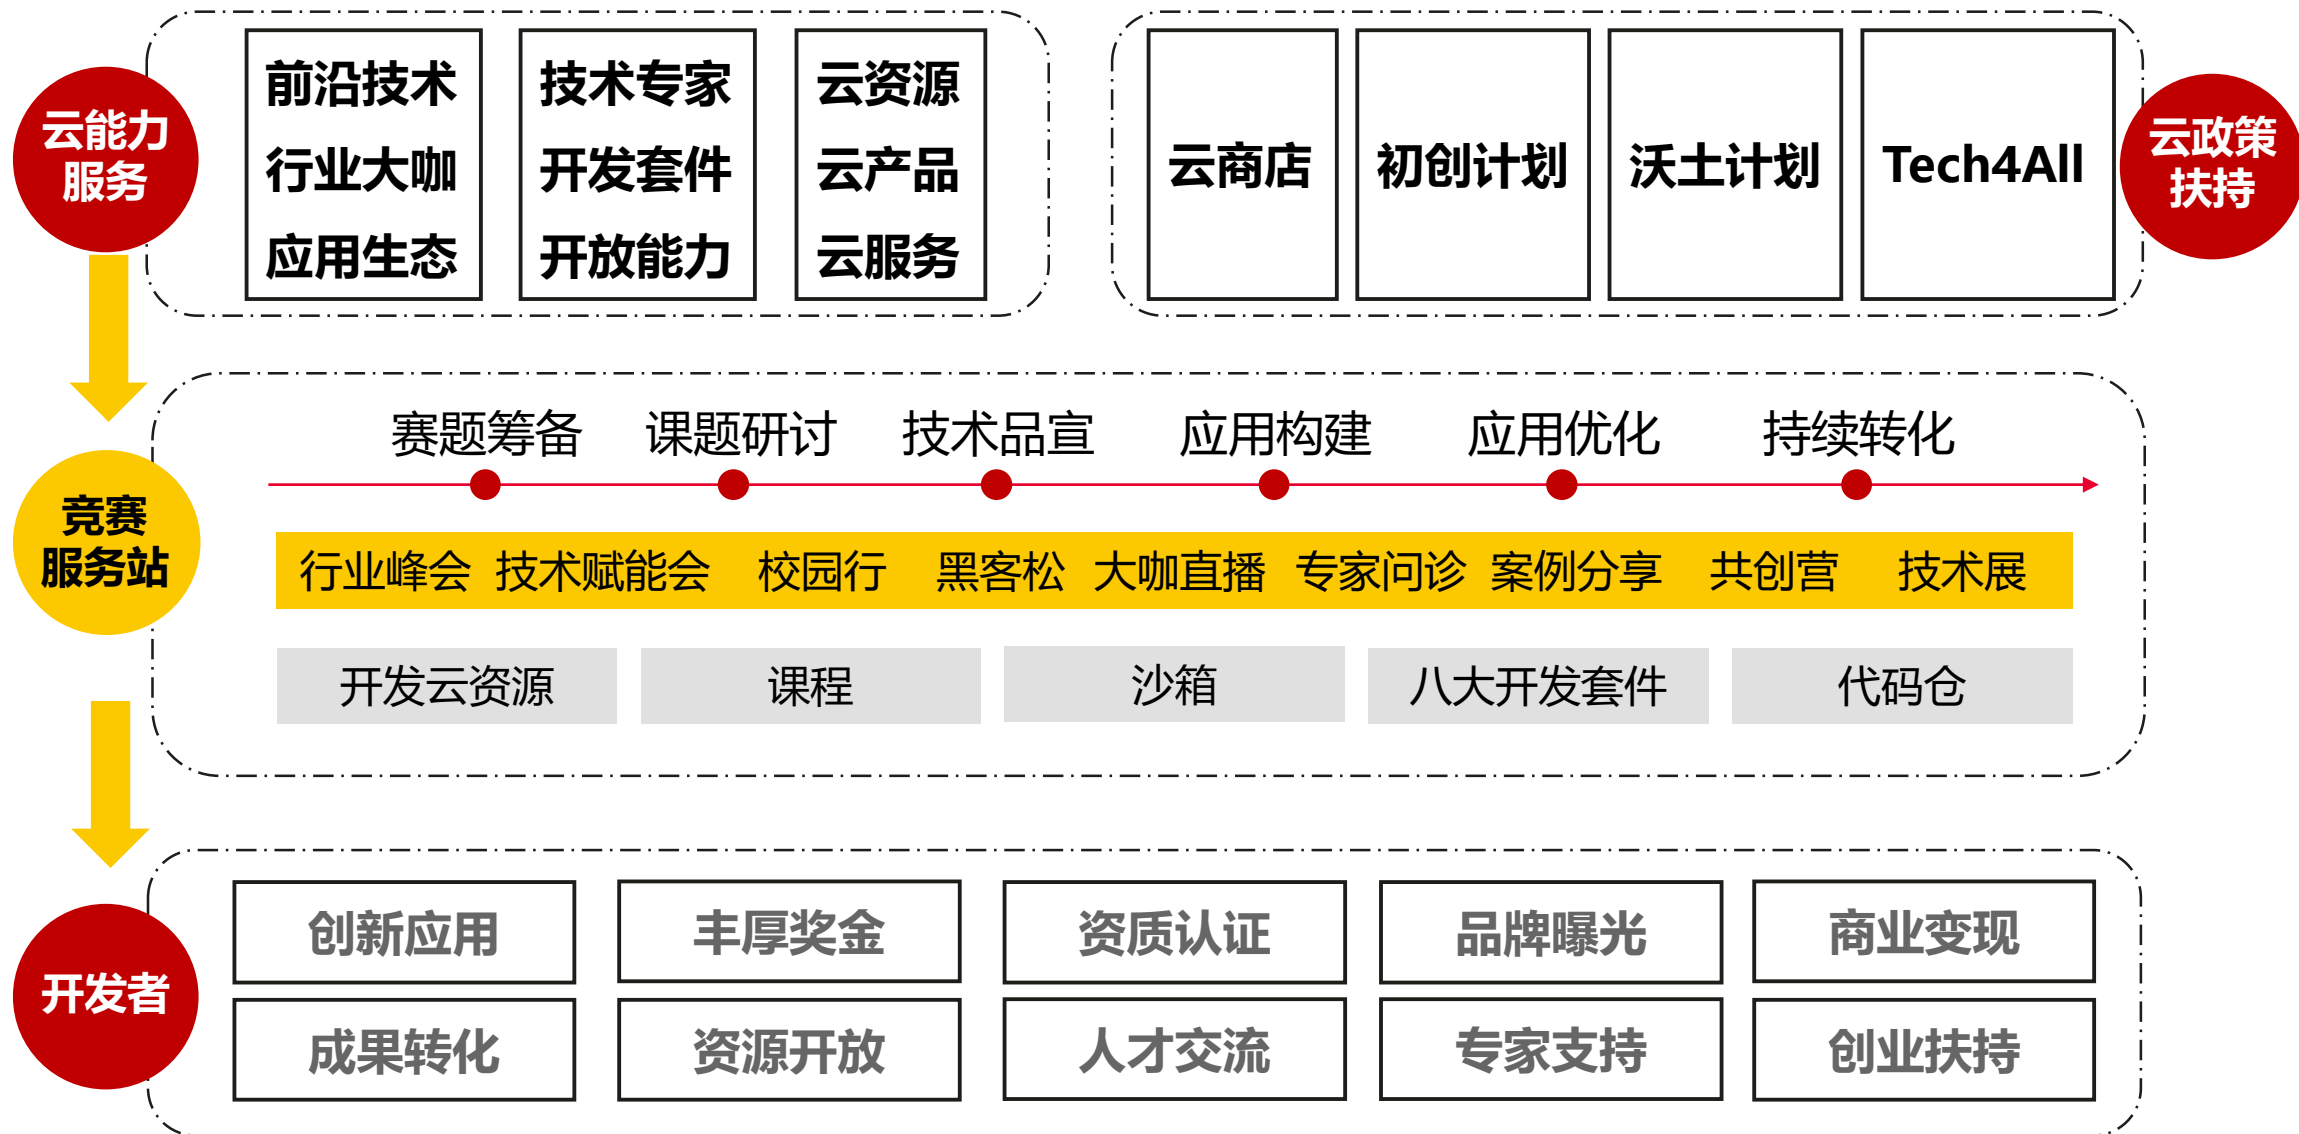 云能力
服务
前沿技术
行业大咖
应用生态
技术专家
开发套件
开放能力
云资源
云产品
云服务
云商店
初创计划
沃土计划
Tech4All
云政策
扶持
竞赛
服务站
赛题筹备 课题研讨 技术品宣 应用构建 应用优化 持续转化
行业峰会 技术赋能会 校园行 黑客松 大咖直播 专家问诊 案例分享 共创营 技术展
开发云资源 课程 沙箱 八大开发套件 代码仓
开发者
创新应用 丰厚奖金 资质认证 品牌曝光 商业变现
成果转化 资源开放 人才交流 专家支持 创业扶持